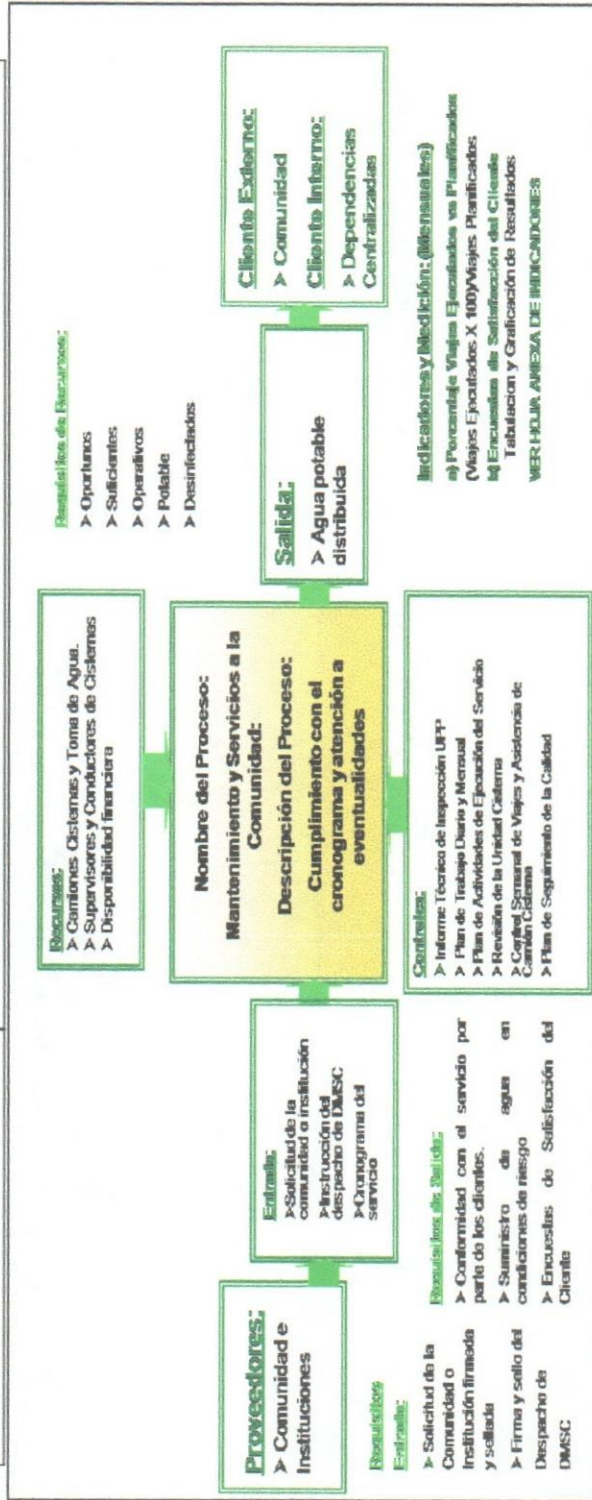 Proveedores:
➢ Comunidad e
Instituciones
Requisitos
Entrada:
➢ Solicitud de la
Comunidad o
Institución firmada
y sellada
➢ Firma y sello del
Despacho de
DMSC
Entrada:
➢Solicitud de la
comunidad o institución
➢Instrucción del
despacho de DMSC
➢Cronograma del
servicio
Requisitos de Salida:
➢ Conformidad con el servicio por
parte de los clientes.
➢ Suministro de agua en
condiciones de riesgo
➢ Encuestas de Satisfacción del
Cliente
Recursos:
➢ Camiones Cisternas y Toma de Agua.
➢ Supervisores y Conductores de Cisternas
➢ Disponibilidad financiera
Nombre del Proceso:
Mantenimiento y Servicios a la
Comunidad:
Descripción del Proceso:
Cumplimiento con el
cronograma y atención a
eventualidades
Controles:
➢ Informe Técnico de Inspección UPP
➢ Plan de Trabajo Diario y Mensual
➢Plan de Actividades de Ejecución del Servicio
➢ Revisión de la Unidad Cisterna
➢Control Semanal de Viajes y Asistencia de
Camión Cisterna
➢Plan de Seguimiento de la Calidad
Requisitos de Recursos:
➢ Oportunos
➢ Suficientes
➢ Operativos
➢ Potable
➢ Desinfectados
Salida:
➢ Agua potable
distribuida
Cliente Externo:
➢ Comunidad
Cliente Interno:
➢ Dependencias
Centralizadas
Indicadores y Medición: (Mensuales)
a) Porcentaje Viajes Ejecutados vs Planificados
(Viajes Ejecutados X 100)/Viajes Planificados
b) Encuestas de Satisfacción del Cliente
Tabulacion y Graficación de Resultados
VER HOJA ANEXA DE INDICADORES